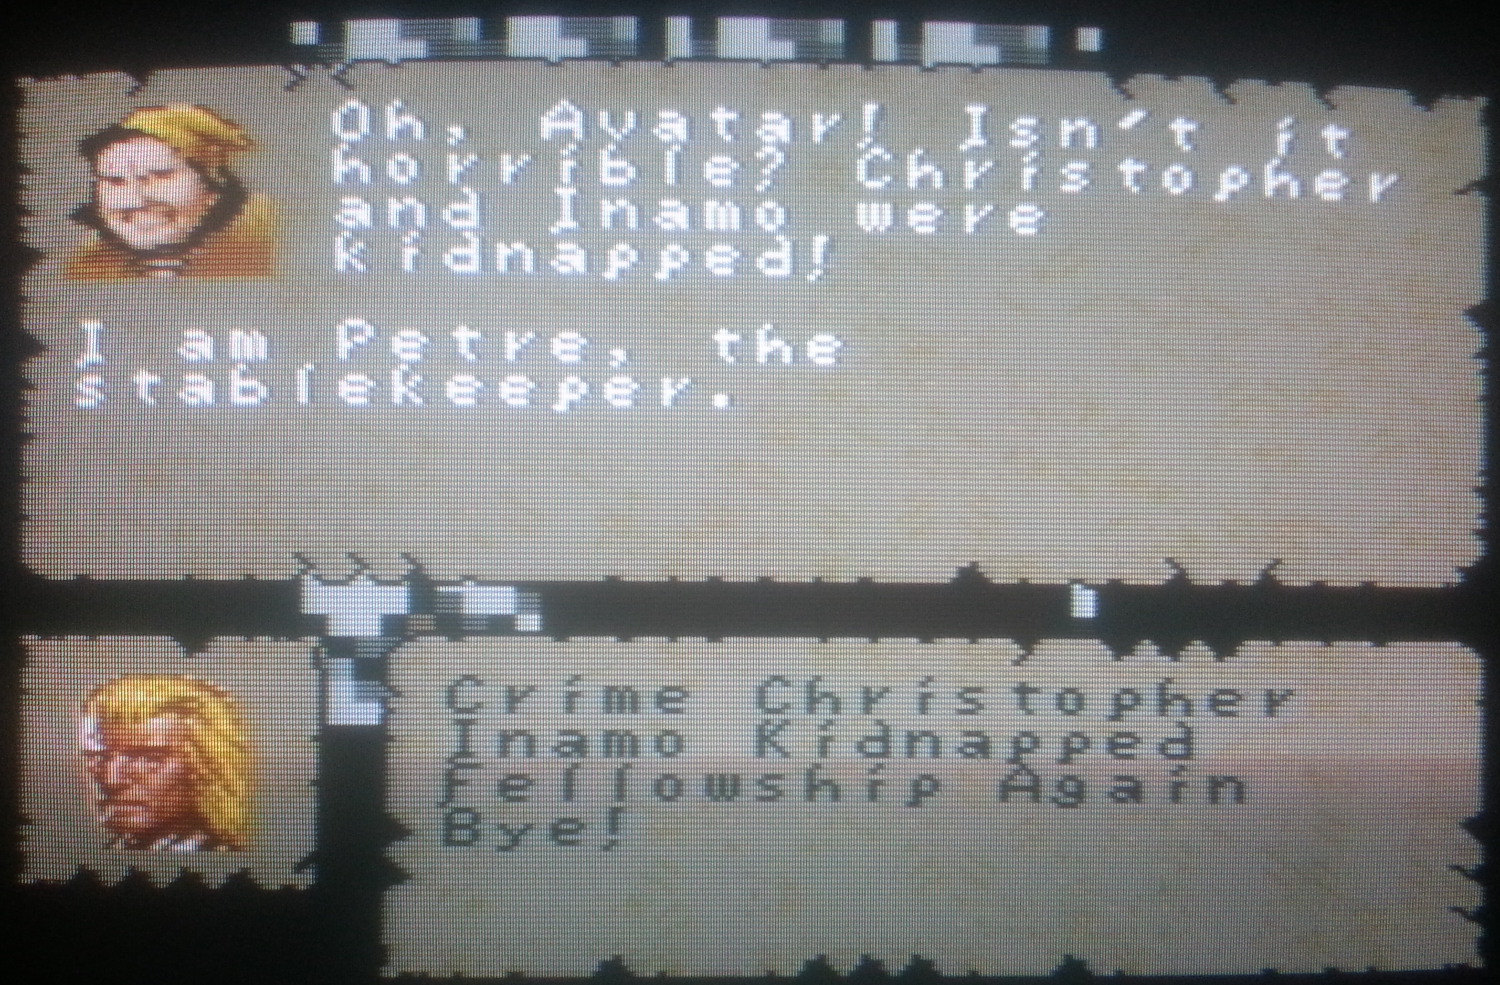 Oh, Avatar! Isn't it
horrible? Christopher
and Inamo were
kidnapped!
I am Petre, the
stablekeeper.
Crime Christopher
Inamo Kidnapped
Fellowship Again
Bye!